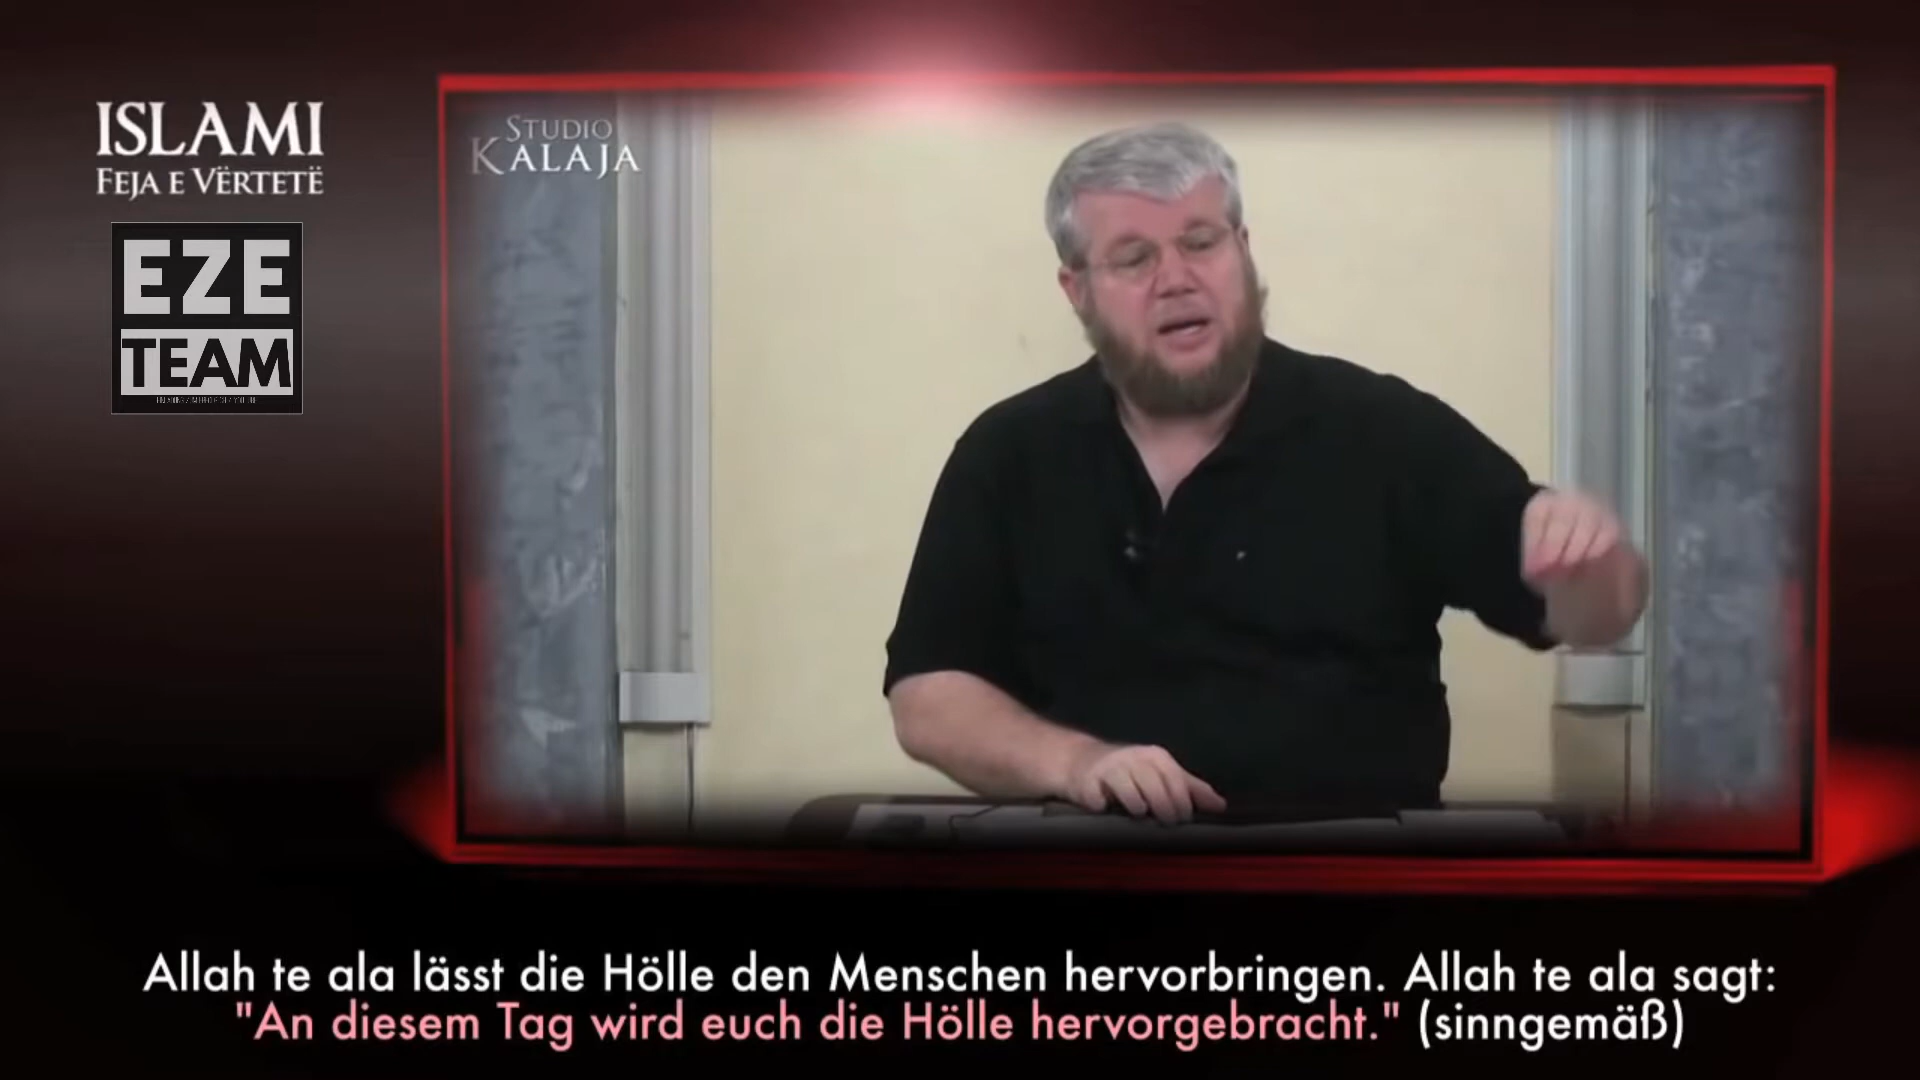 ISLAMI
FEJA E VËRTETË
EZE
TEAM
STUDIO
KALAJA
Allah te ala lässt die Hölle den Menschen hervorbringen. Allah te ala sagt:
"An diesem Tag wird euch die Hölle hervorgebracht." (sinngemäß)